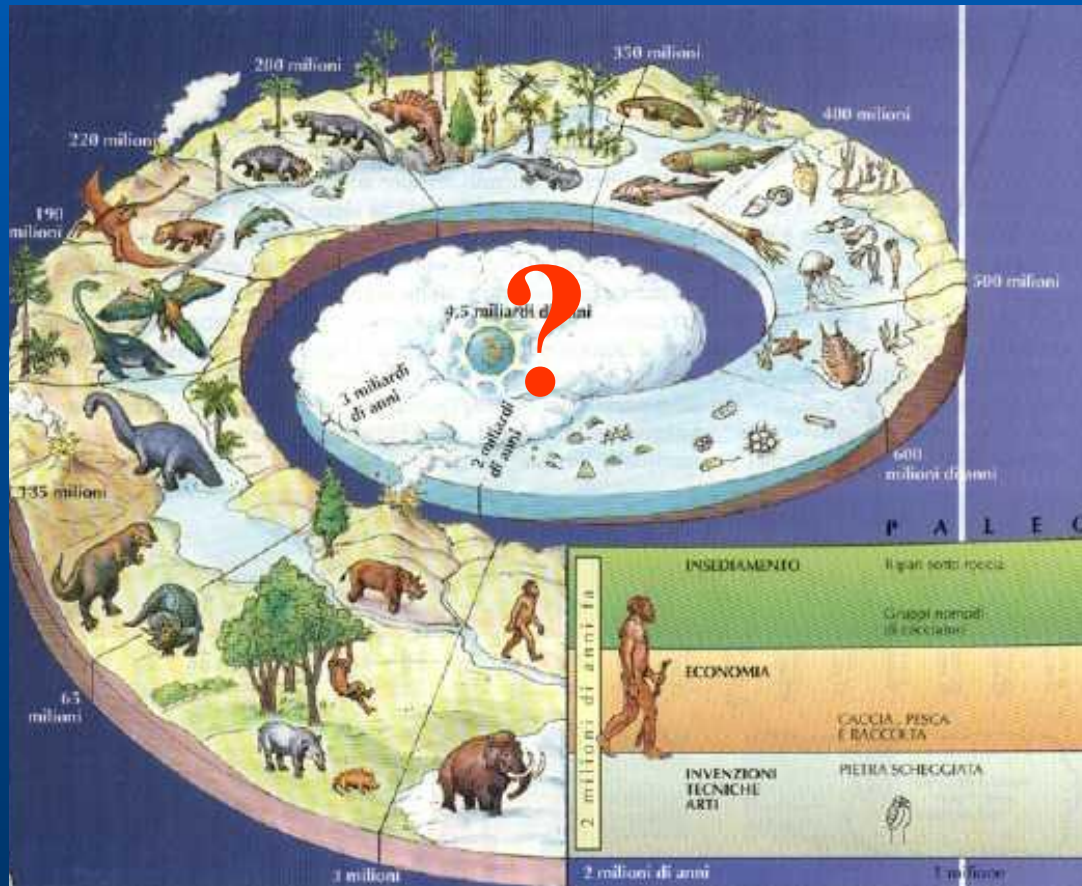 200 milioni
350 milioni
400 milioni
220 milioni
190
milioni
500 milioni
?
4,5 miliardi di anni
3 miliardi
di anni
2 miliardi
di anni
600
milioni di anni
135 milioni
65
milioni
P A L E O
INSEDIAMENTO
Ripari sotto roccia
Gruppi nomadi
di cacciatori
2 milioni di anni fa
ECONOMIA
CACCIA, PESCA
E RACCOLTA
INVENZIONI
TECNICHE
ARTI
PIETRA SCHEGGIATA
3 milioni
2 milioni di anni
1 milione